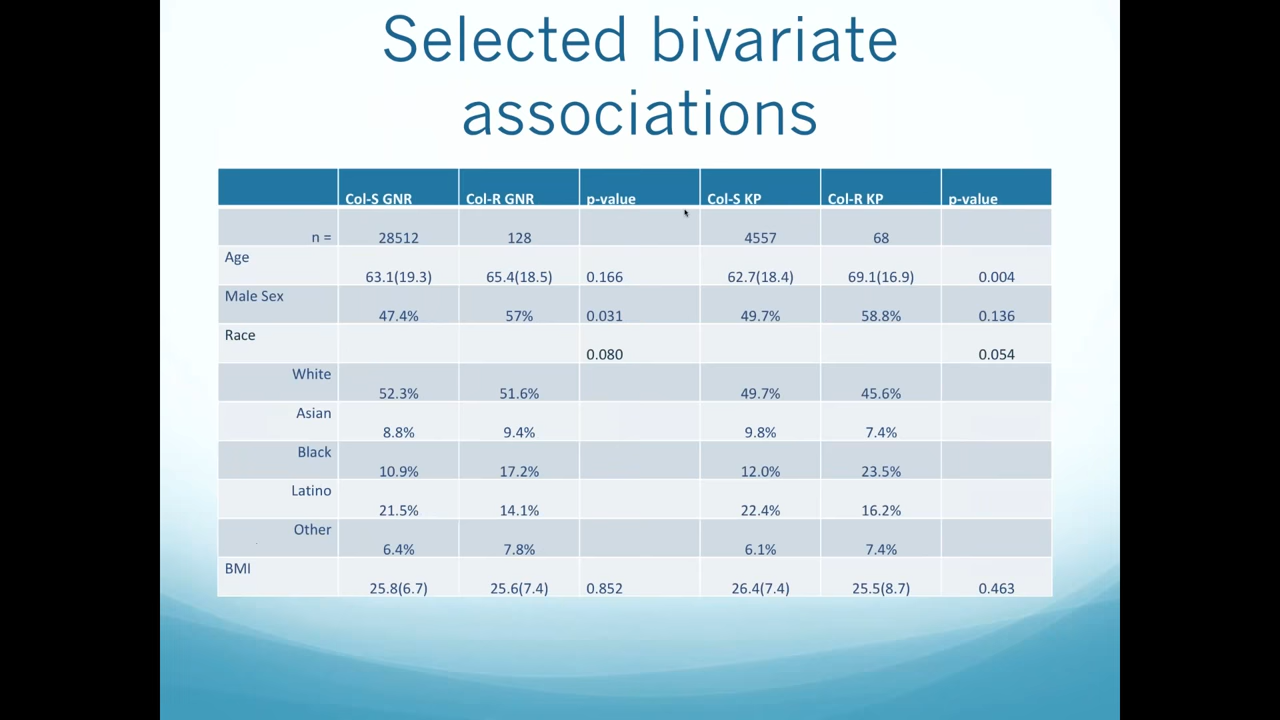 Selected bivariate
associations
Col-S GNR Col-R GNR p-value Col-S KP Col-R KP p-value
n = 28512 128 4557 68
Age 63.1(19.3) 65.4(18.5) 0.166 62.7(18.4) 69.1(16.9) 0.004
Male Sex 47.4% 57% 0.031 49.7% 58.8% 0.136
Race 0.080 0.054
White 52.3% 51.6% 49.7% 45.6%
Asian 8.8% 9.4% 9.8% 7.4%
Black 10.9% 17.2% 12.0% 23.5%
Latino 21.5% 14.1% 22.4% 16.2%
Other 6.4% 7.8% 6.1% 7.4%
BMI 25.8(6.7) 25.6(7.4) 0.852 26.4(7.4) 25.5(8.7) 0.463